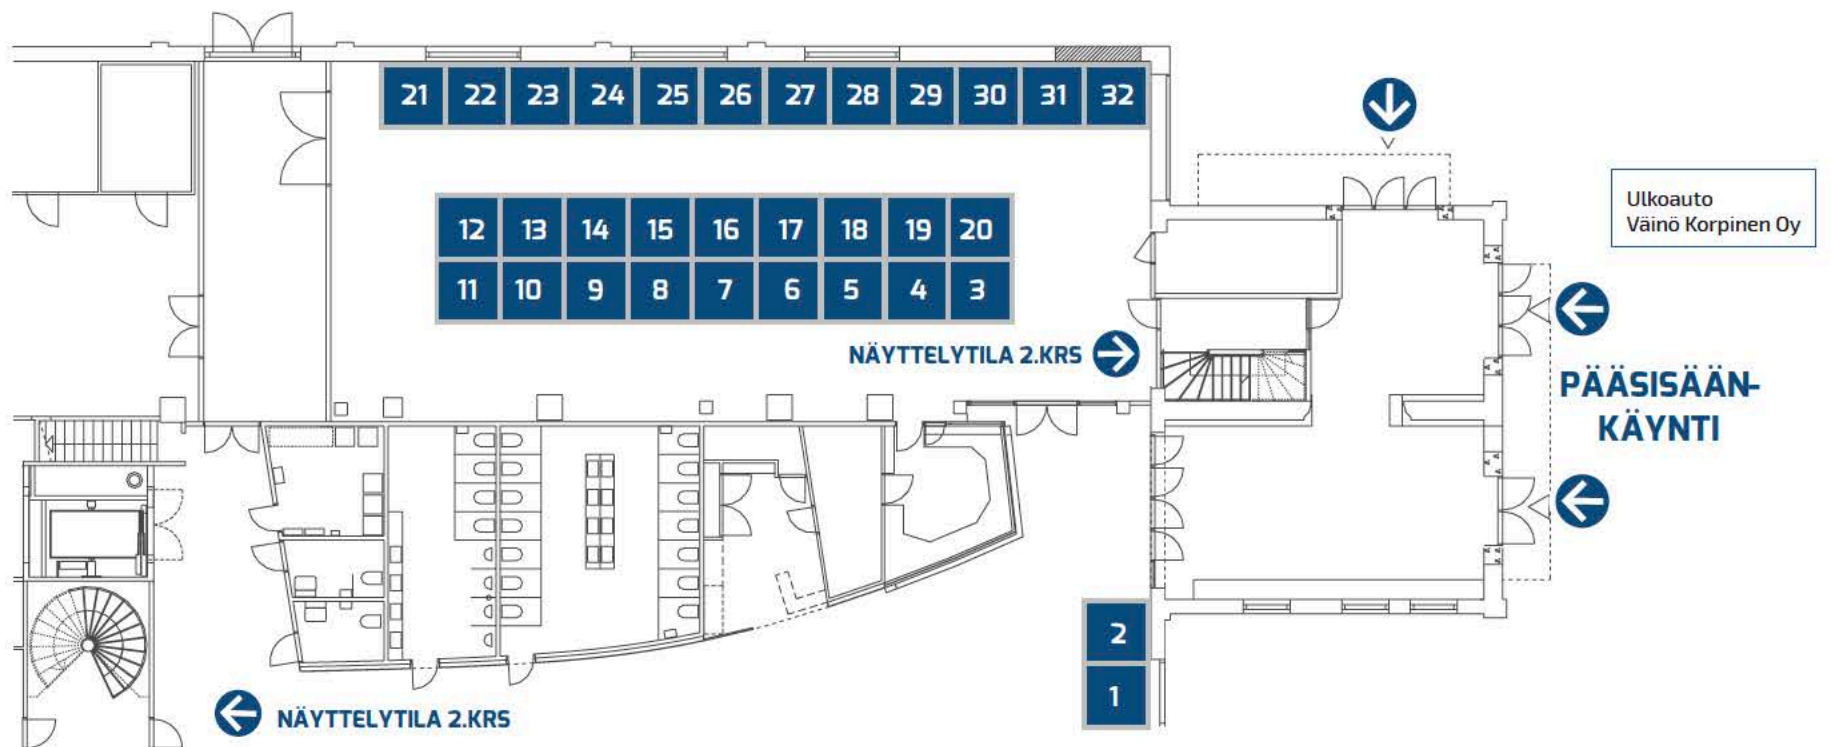 21 22 23 24 25 26 27 28 29 30 31 32
12 13 14 15 16 17 18 19 20
11 10 9 8 7 6 5 4 3
Ulkoauto
Väinö Korpinen Oy
NÄYTTELYTILA 2.KRS
PÄÄSISÄÄN-
KÄYNTI
2
1
NÄYTTELYTILA 2.KRS